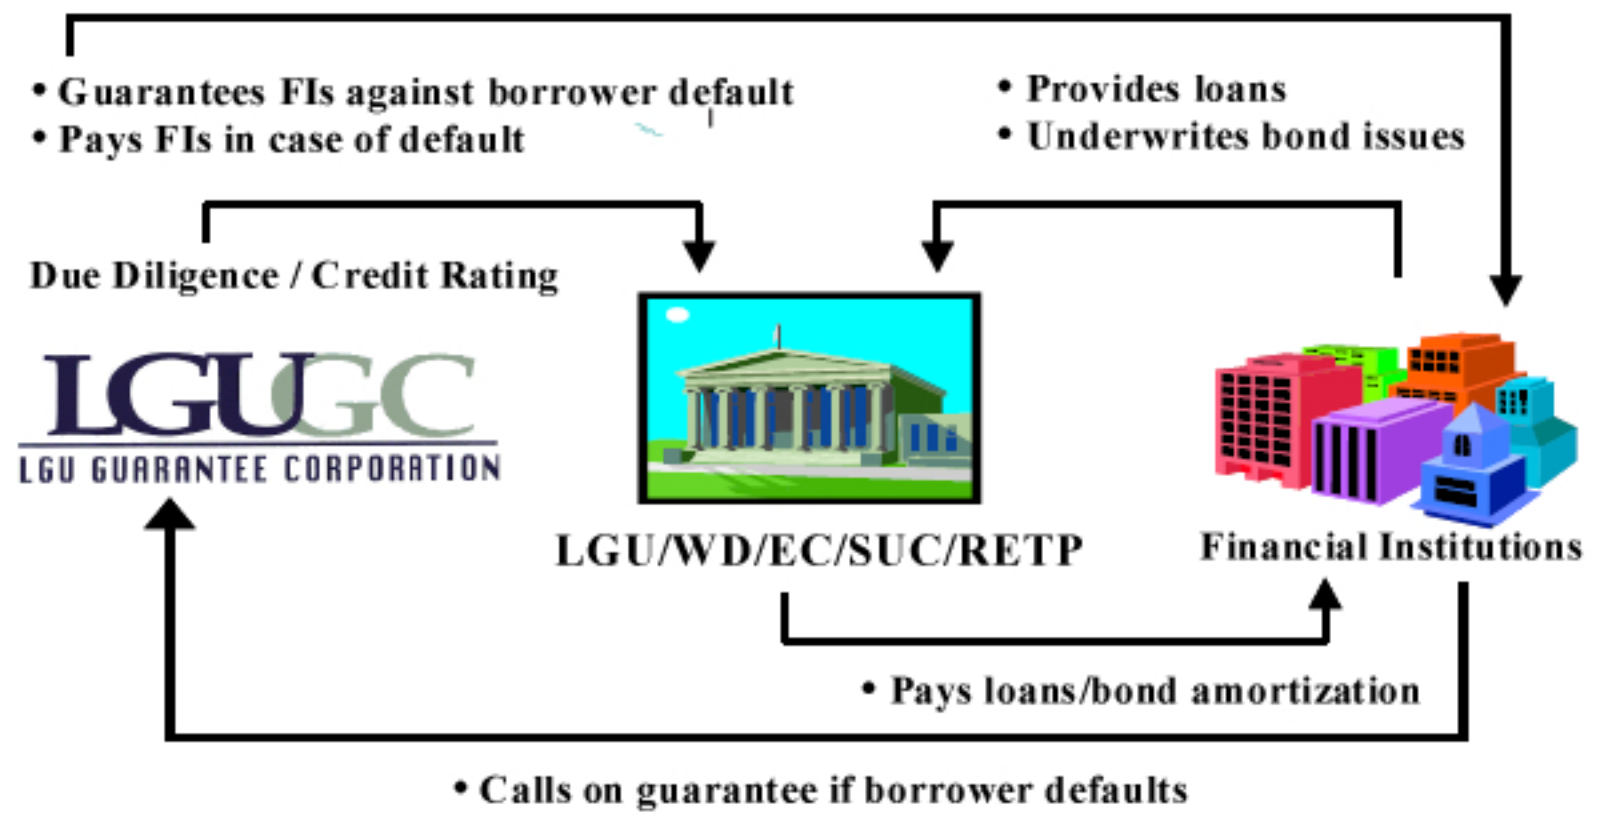 • Guarantees FIs against borrower default
• Pays FIs in case of default
• Provides loans
• Underwrites bond issues
Due Diligence / Credit Rating
LGUGC
LGU GUARANTEE CORPORATION
LGU/WD/EC/SUC/RETP
Financial Institutions
• Pays loans/bond amortization
• Calls on guarantee if borrower defaults